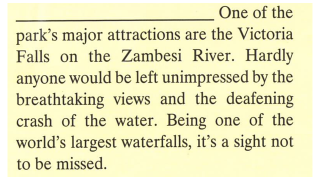 One of the
park's major attractions are the Victoria
Falls on the Zambesi River. Hardly
anyone would be left unimpressed by the
breathtaking views and the deafening
crash of the water. Being one of the
world's largest waterfalls, it's a sight not
to be missed.